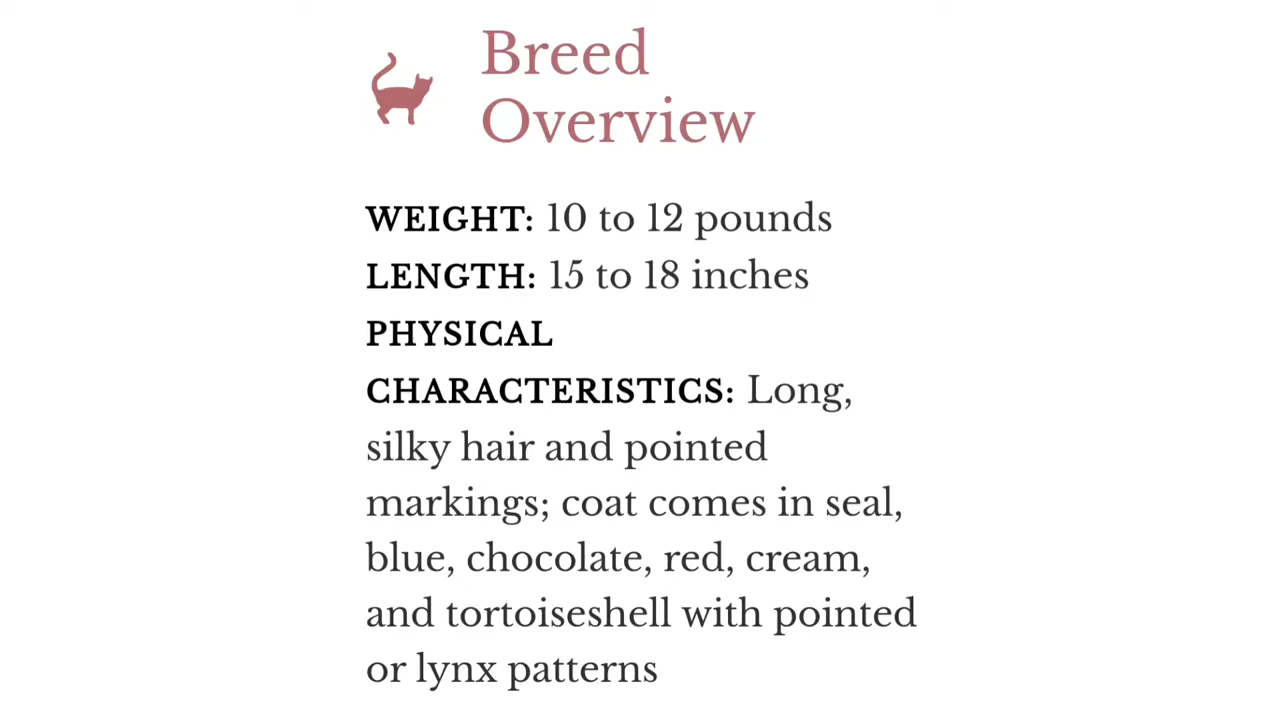 Breed
Overview
WEIGHT: 10 to 12 pounds
LENGTH: 15 to 18 inches
PHYSICAL
CHARACTERISTICS: Long,
silky hair and pointed
markings; coat comes in seal,
blue, chocolate, red, cream,
and tortoiseshell with pointed
or lynx patterns